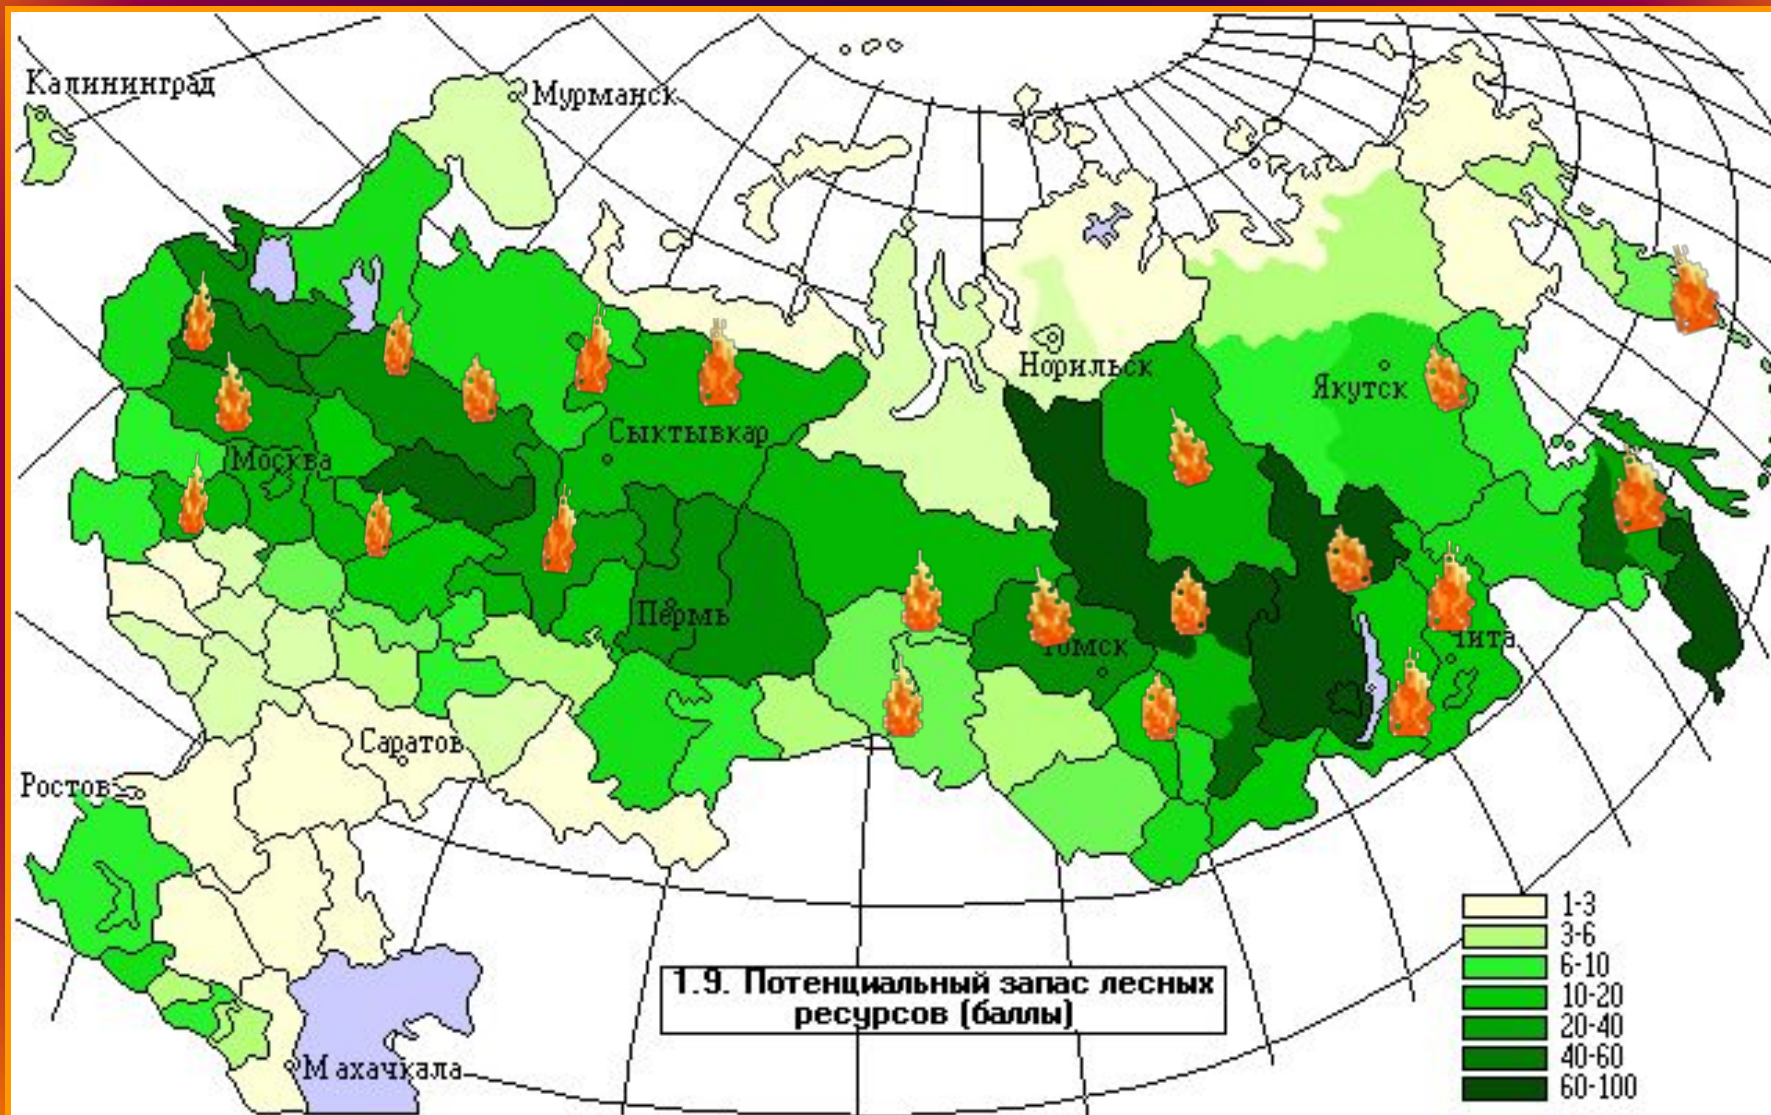 Калининград
Мурманск
Норильск
Якутск
Сыктывкар
Москва
Пермь
Томск
Чита
Саратов
Ростов
Махачкала
1.9. Потенциальный запас лесных
ресурсов (баллы)
1-3
3-6
6-10
10-20
20-40
40-60
60-100